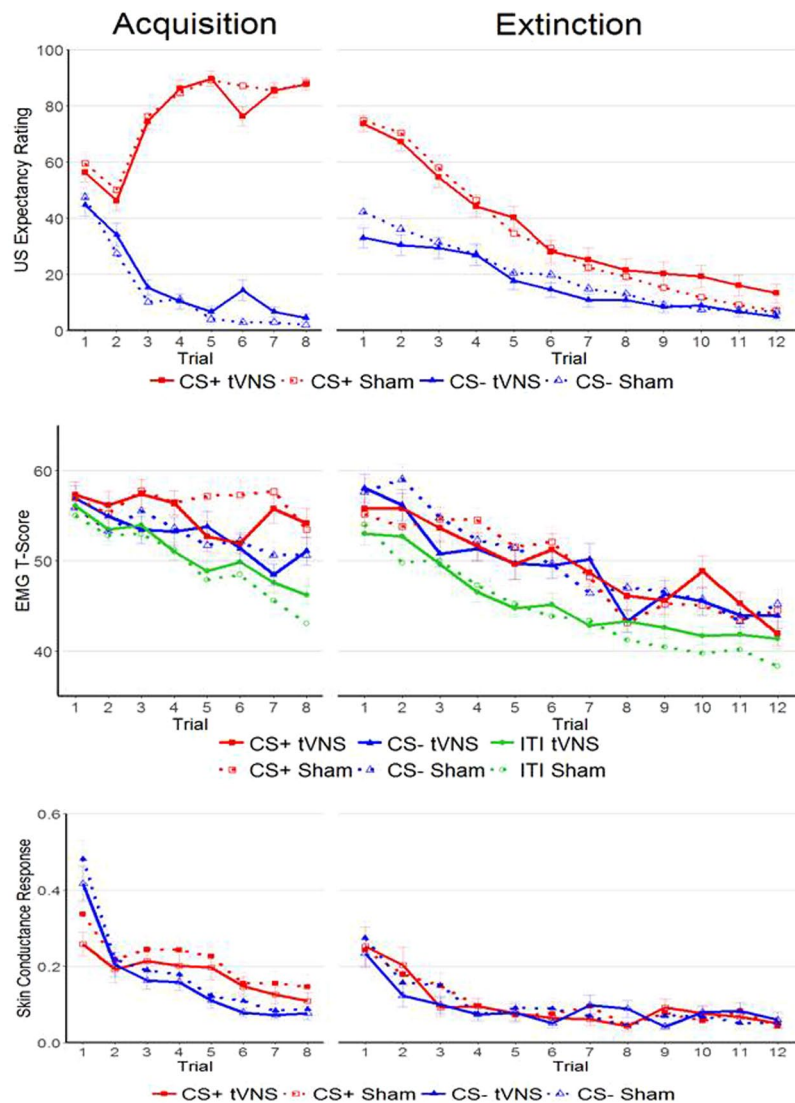 Acquisition Extinction
US Expectancy Rating
100
80
60
40
20
0
1 2 3 4 5 6 7 8 1 2 3 4 5 6 7 8 9 10 11 12
Trial Trial
CS+ tVNS CS+ Sham CS- tVNS CS- Sham
EMG T-Score
60
50
40
1 2 3 4 5 6 7 8 1 2 3 4 5 6 7 8 9 10 11 12
Trial Trial
CS+ tVNS CS- tVNS ITI tVNS
CS+ Sham CS- Sham ITI Sham
Skin Conductance Response
0.6
0.4
0.2
0.0
1 2 3 4 5 6 7 8 1 2 3 4 5 6 7 8 9 10 11 12
Trial Trial
CS+ tVNS CS+ Sham CS- tVNS CS- Sham